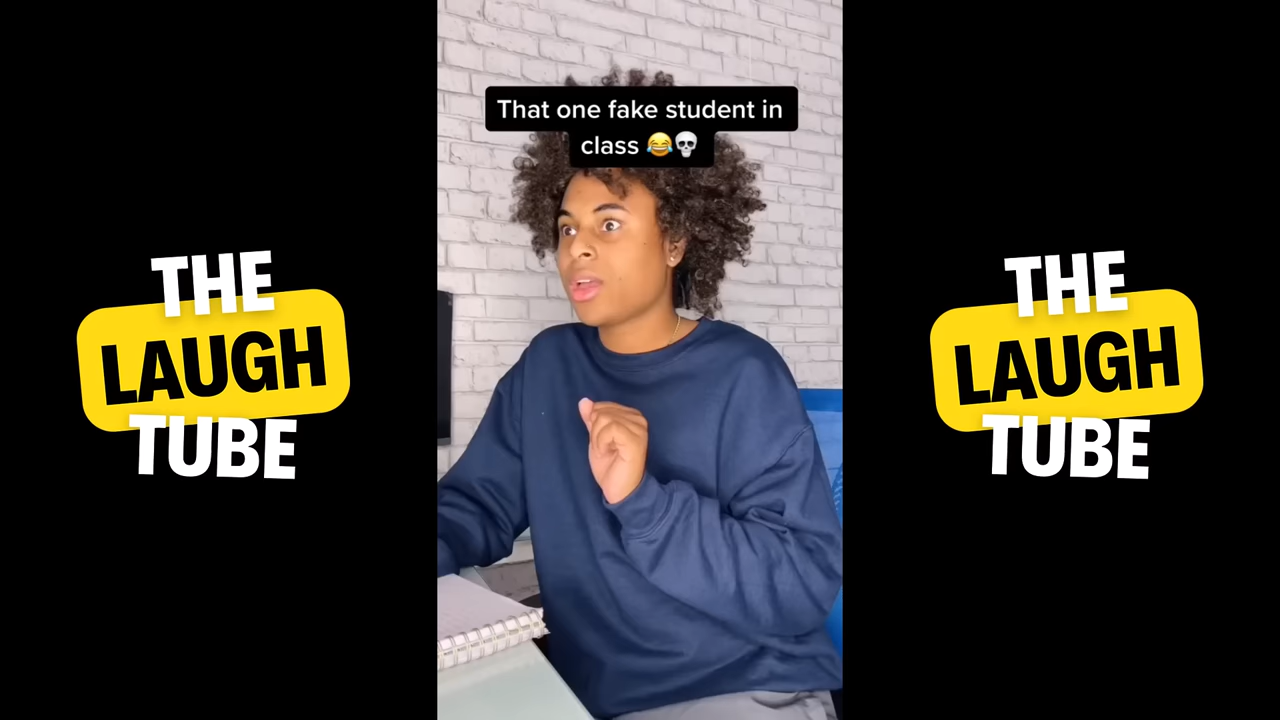 That one fake student in
class 😂💀
THE
LAUGH
TUBE
THE
LAUGH
TUBE